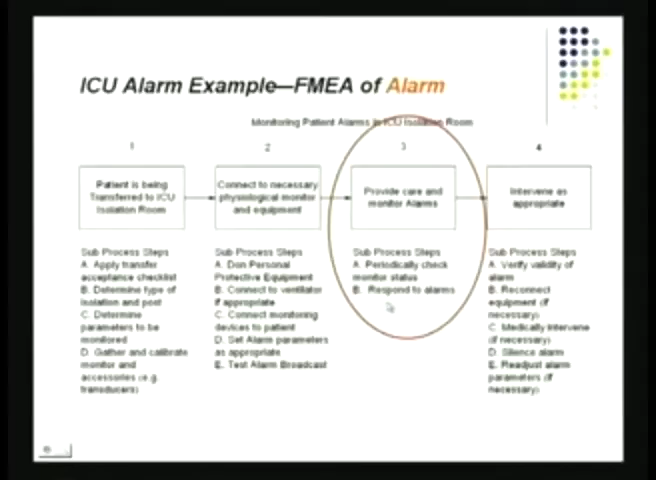 ICU Alarm Example—FMEA of Alarm
Monitoring Patient Alarms in ICU Isolation Room
1
2
3
4
Patient is being
Transferred to ICU
Isolation Room
Connect to necessary
physiological monitor
and equipment
Provide care and
monitor Alarms
Intervene as
appropriate
Sub Process Steps
A. Apply transfer
acceptance checklist
B. Determine type of
isolation and post
C. Determine
parameters to be
monitored
D. Gather and calibrate
monitor and
accessories (e.g.
transducers)
Sub Process Steps
A. Don Personal
Protective Equipment
B. Connect to ventilator
if appropriate
C. Connect monitoring
devices to patient
D. Set Alarm parameters
as appropriate
E. Test Alarm Broadcast
Sub Process Steps
A. Periodically check
monitor status
B. Respond to alarms
Sub Process Steps
A. Verify validity of
alarm
B. Reconnect
equipment (if
necessary)
C. Medically intervene
(if necessary)
D. Silence alarm
E. Readjust alarm
parameters (if
necessary)